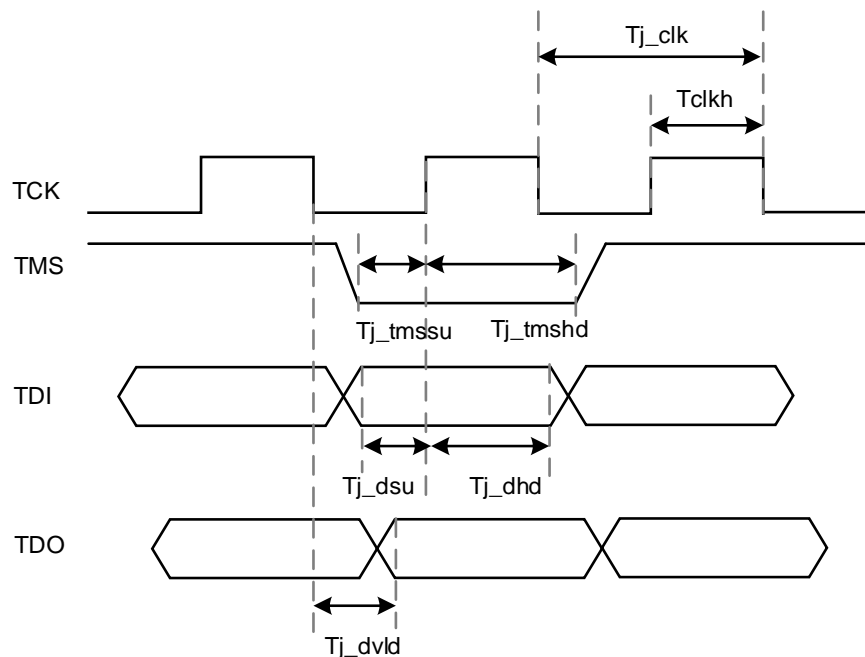 Tj_clk
Tclkh
TCK
TMS
Tj_tmssu
Tj_tmshd
TDI
Tj_dsu
Tj_dhd
TDO
Tj_dvld